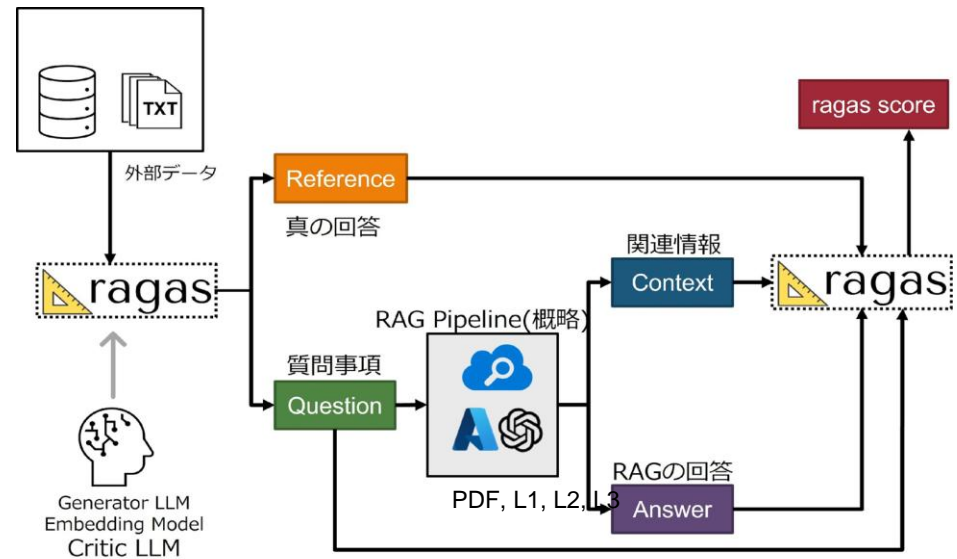 TXT
外部データ
ragas score
Reference
真の回答
ragas
関連情報
Context
ragas
RAG Pipeline(概略)
質問事項
Question
RAGの回答
PDF, L1, L2, L3
Answer
Generator LLM
Embedding Model
Critic LLM